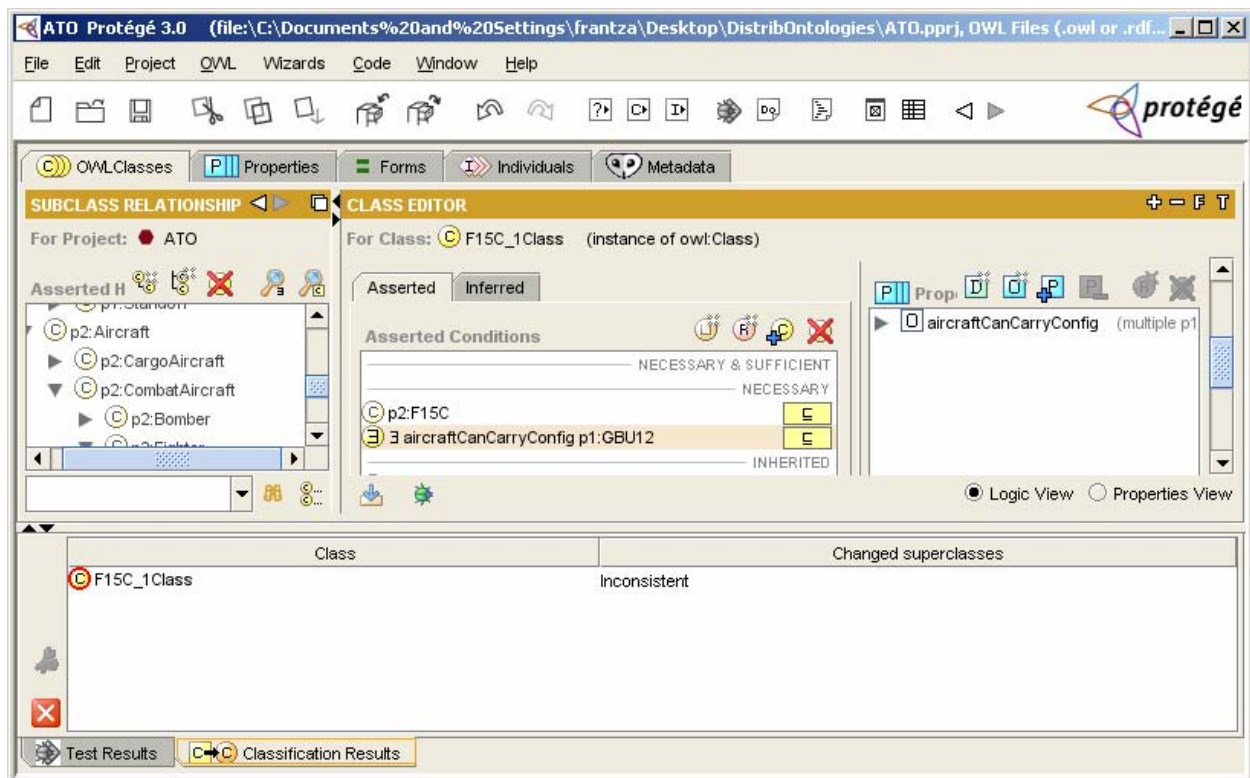 ATO Protégé 3.0 (file:\C:\Documents%20and%20Settings\frantza\Desktop\DistribOntologies\ATO.pprj, OWL Files (.owl or .rdf...
File Edit Project OWL Wizards Code Window Help
protégé
OWLClasses Properties Forms Individuals Metadata
SUBCLASS RELATIONSHIP
CLASS EDITOR
F T
For Project: ATO
For Class: F15C_1Class (instance of owl:Class)
Asserted H
Asserted Inferred
Prop
aircraftCanCarryConfig (multiple p1
p2:Aircraft
p2:CargoAircraft
p2:CombatAircraft
p2:Bomber
Asserted Conditions
NECESSARY & SUFFICIENT
NECESSARY
p2:F15C
∃ aircraftCanCarryConfig p1:GBU12
INHERITED
Logic View Properties View
Class Changed superclasses
F15C_1Class Inconsistent
Test Results Classification Results